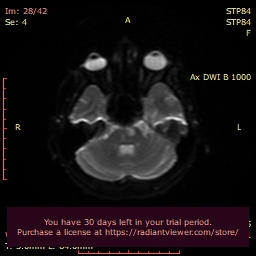 Im: 28/42
Se: 4
A
STP84
STP84
F
Ax DWI B 1000
R
L
You have 30 days left in your trial period.
Purchase a license at https://radiantviewer.com/store/